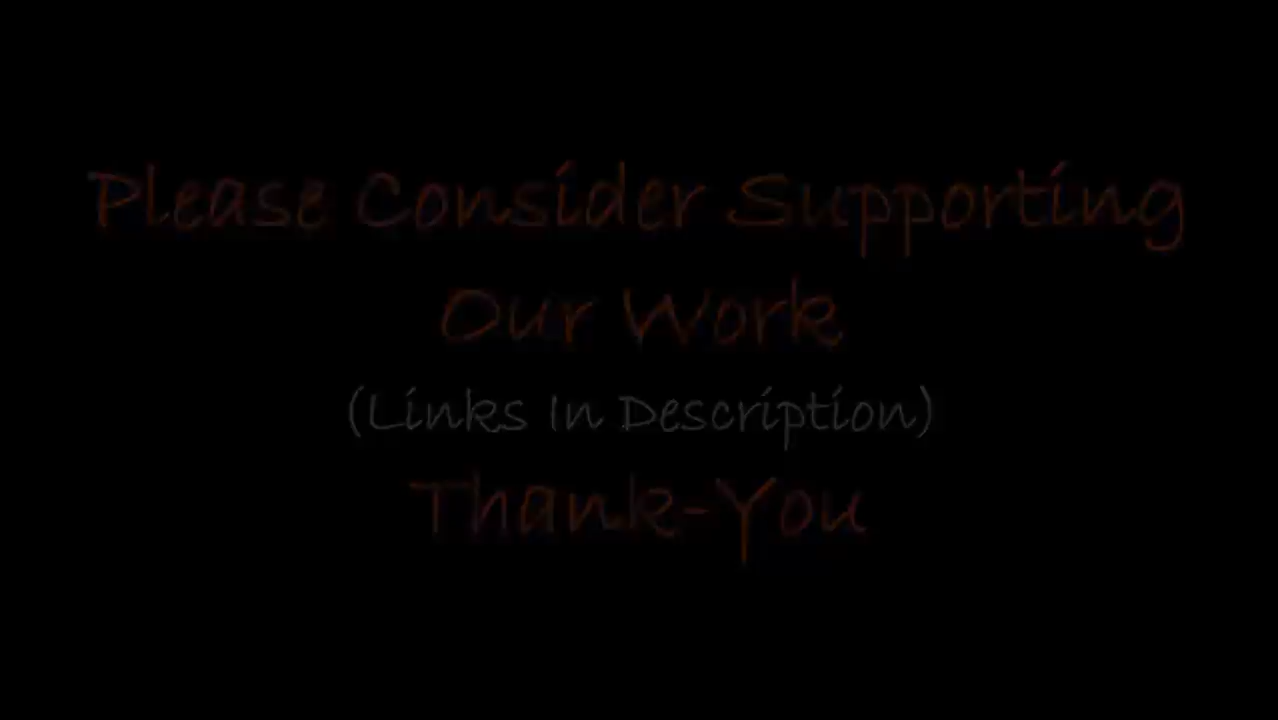 Please Consider Supporting
Our Work
(Links In Description)
Thank-You